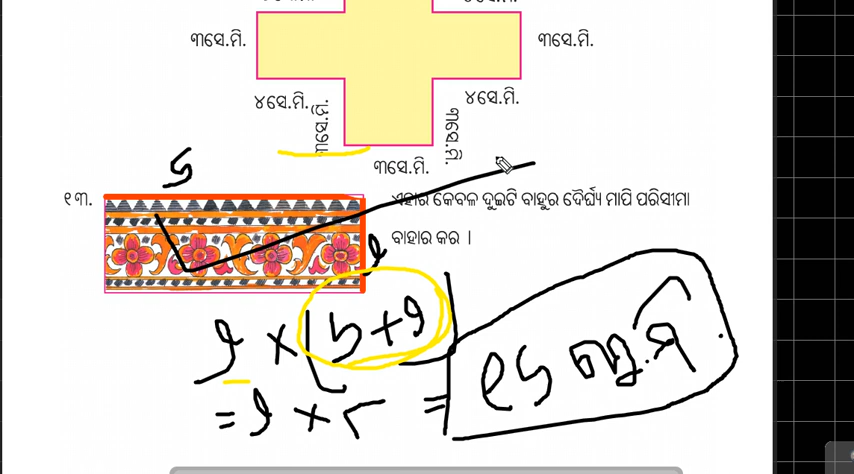 ୩ସେ.ମି. ୩ସେ.ମି.
୪ସେ.ମି. ୪ସେ.ମି.
୩ସେ.ମି. ୩ସେ.ମି.
୩ସେ.ମି.
୬
୧୩. ଏହାର କେବଳ ଦୁଇଟି ବାହୁର ଦୈର୍ଘ୍ୟ ମାପି ପରିସୀମା
ବାହାର କର ।
୨
୨ × (୬+୨)
= ୨ × ୮ = ୧୬ ସେ.ମି.